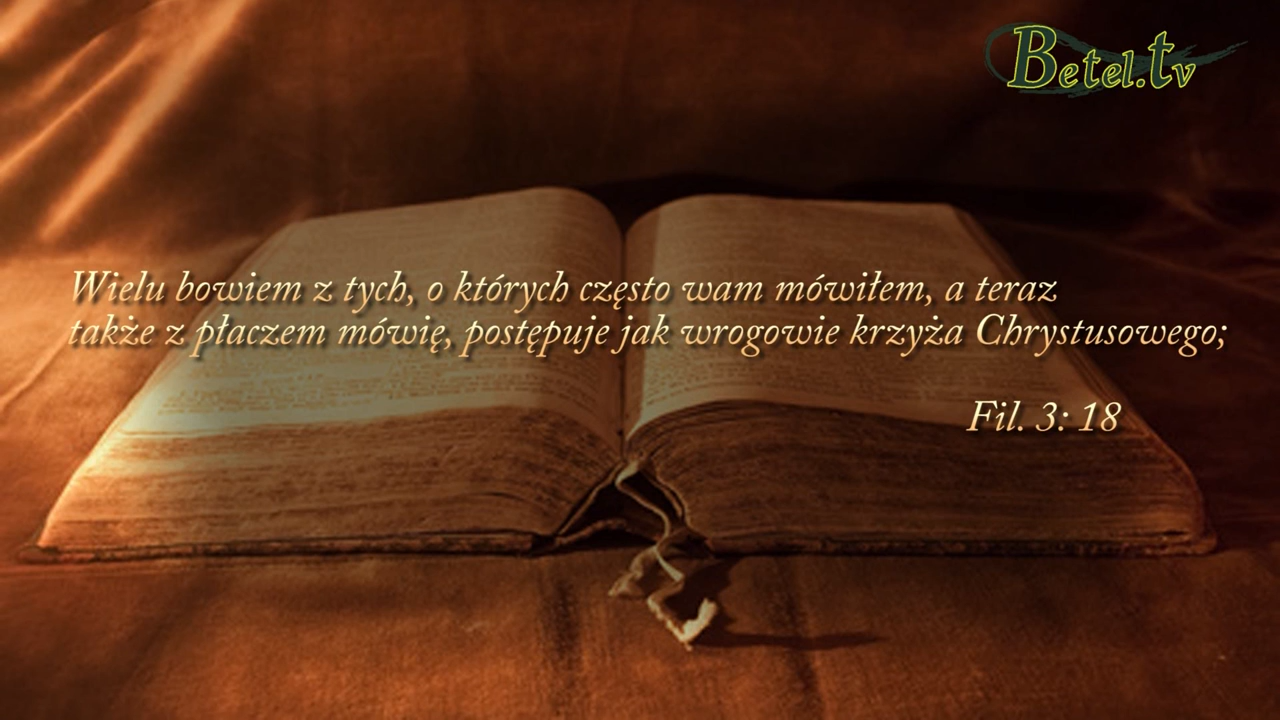 Betel.tv
Wielu bowiem z tych, o których często wam mówiłem, a teraz
także z płaczem mówię, postępuje jak wrogowie krzyża Chrystusowego;
Fil. 3: 18